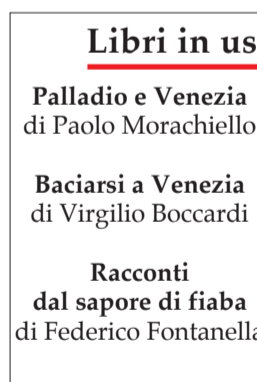 Libri in us
Palladio e Venezia
di Paolo Morachiello
Baciarsi a Venezia
di Virgilio Boccardi
Racconti
dal sapore di fiaba
di Federico Fontanella